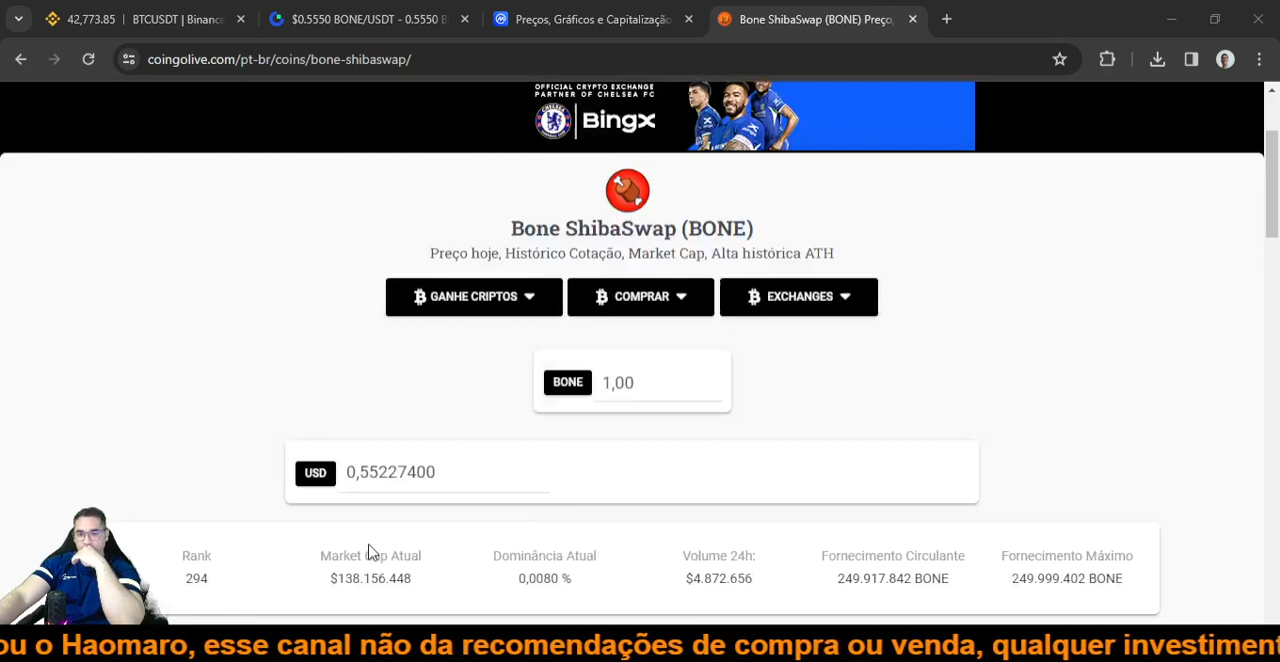 42,773.85 | BTCUSDT | Binanc
$0.5550 BONE/USDT - 0.5550 B
Preços, Gráficos e Capitalização
Bone ShibaSwap (BONE) Preço,
coingolive.com/pt-br/coins/bone-shibaswap/
OFFICIAL CRYPTO EXCHANGE
PARTNER OF CHELSEA FC
BingX
Bone ShibaSwap (BONE)
Preço hoje, Histórico Cotação, Market Cap, Alta histórica ATH
GANHE CRIPTOS
COMPRAR
EXCHANGES
BONE 1,00
USD 0,55227400
Rank Market Cap Atual Dominância Atual Volume 24h: Fornecimento Circulante Fornecimento Máximo
294 $138.156.448 0,0080 % $4.872.656 249.917.842 BONE 249.999.402 BONE
ou o Haomaro, esse canal não da recomendações de compra ou venda, qualquer investiment